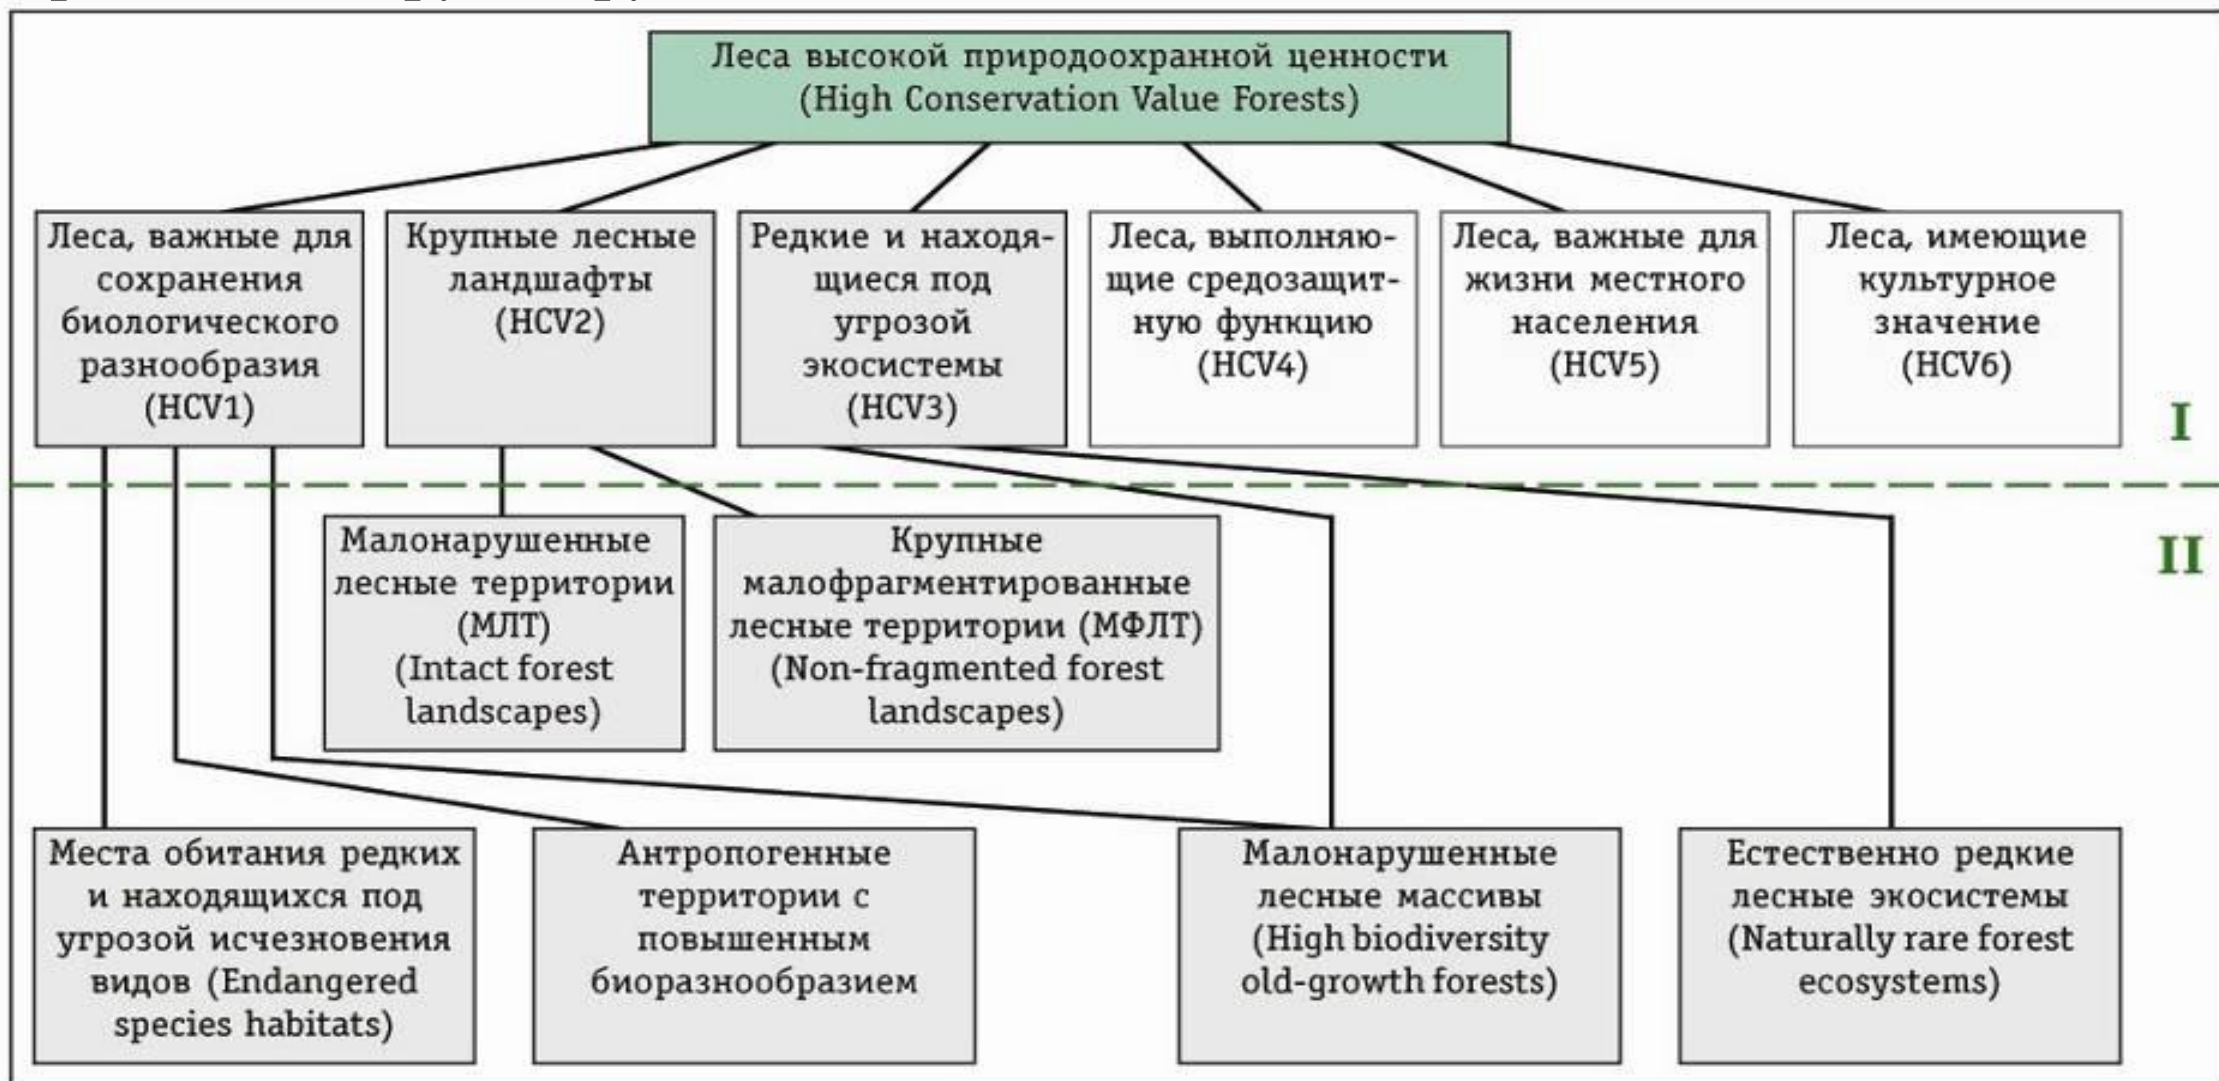 Леса высокой природоохранной ценности
(High Conservation Value Forests)
Леса, важные для
сохранения
биологического
разнообразия
(HCV1)
Крупные лесные
ландшафты
(HCV2)
Редкие и находя-
щиеся под
угрозой
экосистемы
(HCV3)
Леса, выполняю-
щие средозащит-
ную функцию
(HCV4)
Леса, важные для
жизни местного
населения
(HCV5)
Леса, имеющие
культурное
значение
(HCV6)
I
II
Малонарушенные
лесные территории
(МЛТ)
(Intact forest
landscapes)
Крупные
малофрагментированные
лесные территории (МФЛТ)
(Non-fragmented forest
landscapes)
Места обитания редких
и находящихся под
угрозой исчезновения
видов (Endangered
species habitats)
Антропогенные
территории с
повышенным
биоразнообразием
Малонарушенные
лесные массивы
(High biodiversity
old-growth forests)
Естественно редкие
лесные экосистемы
(Naturally rare forest
ecosystems)